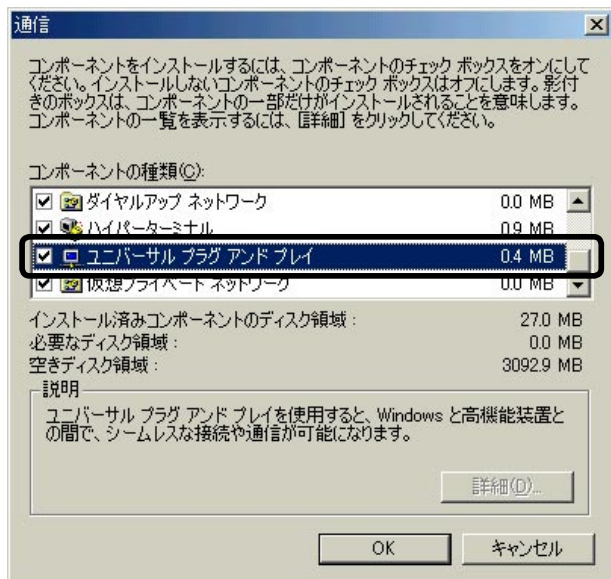 通信
コンポーネントをインストールするには、コンポーネントのチェック ボックスをオンにして
ください。インストールしないコンポーネントのチェック ボックスはオフにします。影付
きのボックスは、コンポーネントの一部だけがインストールされることを意味します。
コンポーネントの一覧を表示するには、[詳細] をクリックしてください。
コンポーネントの種類(C):
ダイヤルアップ ネットワーク 0.0 MB
ハイパーターミナル 0.9 MB
ユニバーサル プラグ アンド プレイ 0.4 MB
仮想プライベート ネットワーク 0.0 MB
インストール済みコンポーネントのディスク領域 : 27.0 MB
必要なディスク領域 : 0.0 MB
空きディスク領域 : 3092.9 MB
説明
ユニバーサル プラグ アンド プレイを使用すると、Windows と高機能装置と
の間で、シームレスな接続や通信が可能になります。
詳細(D)...
OK キャンセル